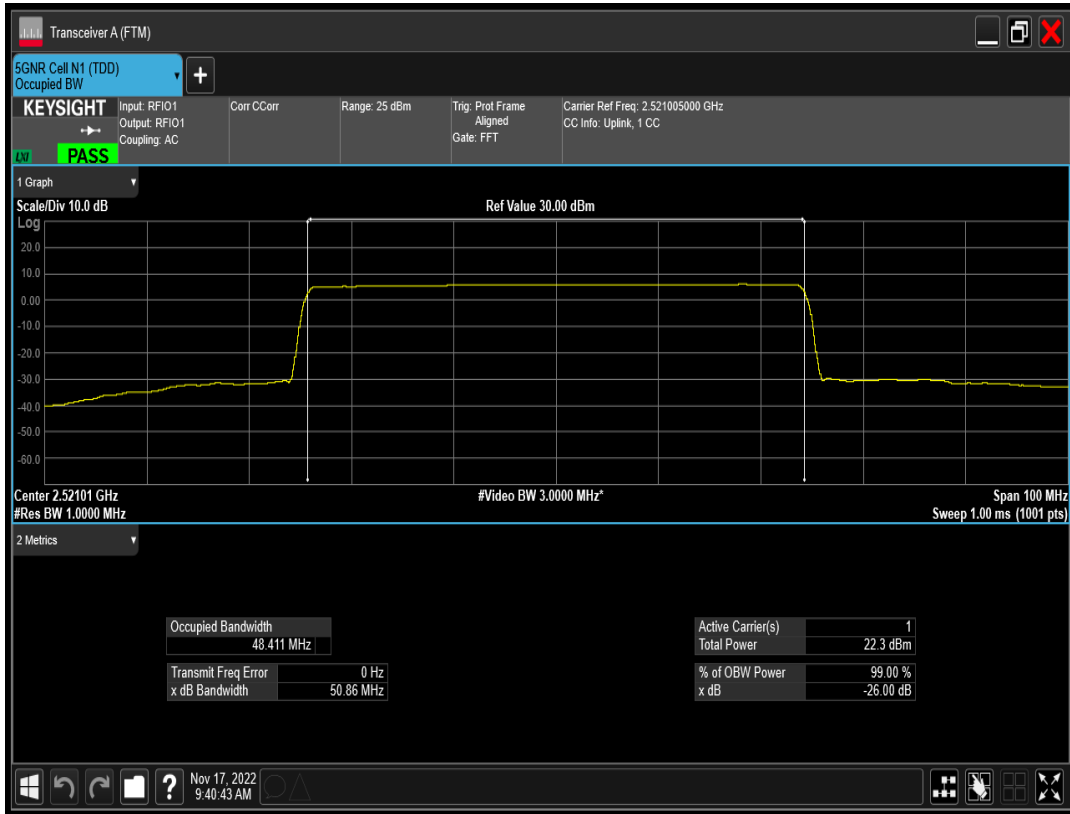 Transceiver A (FTM)
5GNR Cell N1 (TDD)
Occupied BW
+
KEYSIGHT
LXI
PASS
Input: RFIO1
Output: RFIO1
Coupling: AC
Corr CCorr
Range: 25 dBm
Trig: Prot Frame
Aligned
Gate: FFT
Carrier Ref Freq: 2.521005000 GHz
CC Info: Uplink, 1 CC
1 Graph
Scale/Div 10.0 dB
Ref Value 30.00 dBm
Log
20.0
10.0
0.00
-10.0
-20.0
-30.0
-40.0
-50.0
-60.0
Center 2.52101 GHz
#Video BW 3.0000 MHz*
Span 100 MHz
#Res BW 1.0000 MHz
Sweep 1.00 ms (1001 pts)
2 Metrics
Occupied Bandwidth
48.411 MHz
Transmit Freq Error 0 Hz
x dB Bandwidth 50.86 MHz
Active Carrier(s) 1
Total Power 22.3 dBm
% of OBW Power 99.00 %
x dB -26.00 dB
?
Nov 17, 2022
9:40:43 AM